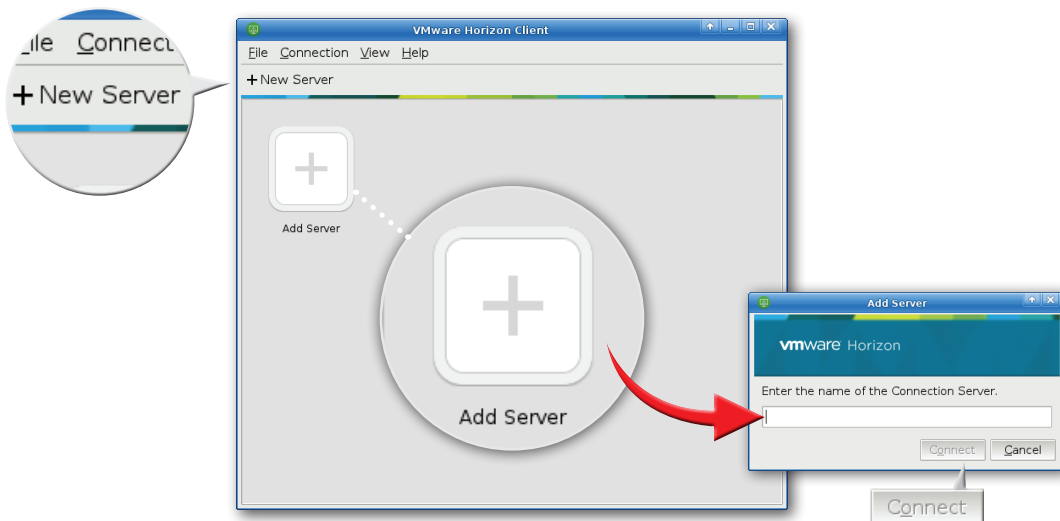 ile Connect
+ New Server
VMware Horizon Client
File Connection View Help
+ New Server
Add Server
Add Server
Add Server
vmware Horizon
Enter the name of the Connection Server.
Connect Cancel
Connect